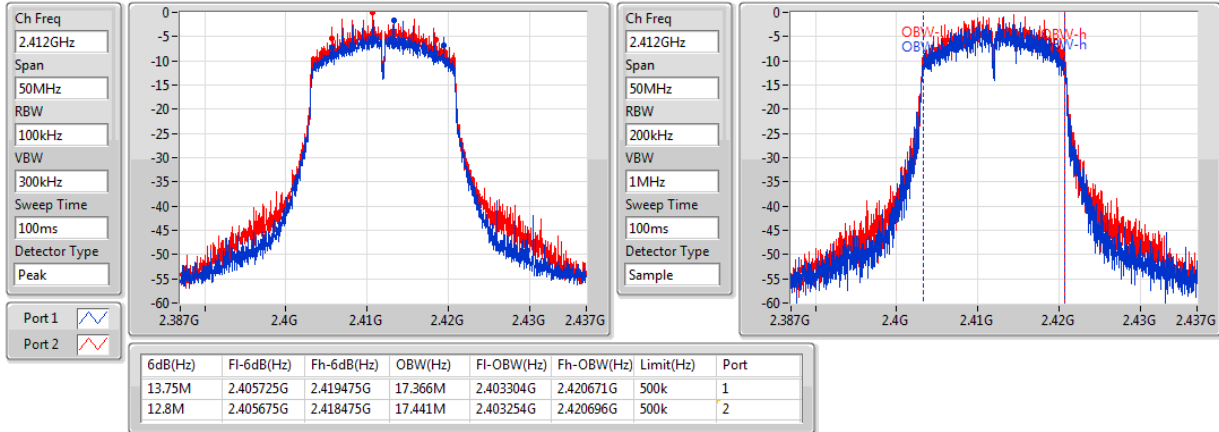 Ch Freq
2.412GHz
Span
50MHz
RBW
100kHz
VBW
300kHz
Sweep Time
100ms
Detector Type
Peak
Port 1
Port 2
0
-5
-10
-15
-20
-25
-30
-35
-40
-45
-50
-55
-60
2.387G 2.4G 2.41G 2.42G 2.43G 2.437G
Ch Freq
2.412GHz
Span
50MHz
RBW
200kHz
VBW
1MHz
Sweep Time
100ms
Detector Type
Sample
0
-5
-10
-15
-20
-25
-30
-35
-40
-45
-50
-55
-60
OBW-h
OBW-h
2.387G 2.4G 2.41G 2.42G 2.43G 2.437G
6dB(Hz) Fl-6dB(Hz) Fh-6dB(Hz) OBW(Hz) Fl-OBW(Hz) Fh-OBW(Hz) Limit(Hz) Port
13.75M 2.405725G 2.419475G 17.366M 2.403304G 2.420671G 500k 1
12.8M 2.405675G 2.418475G 17.441M 2.403254G 2.420696G 500k 2